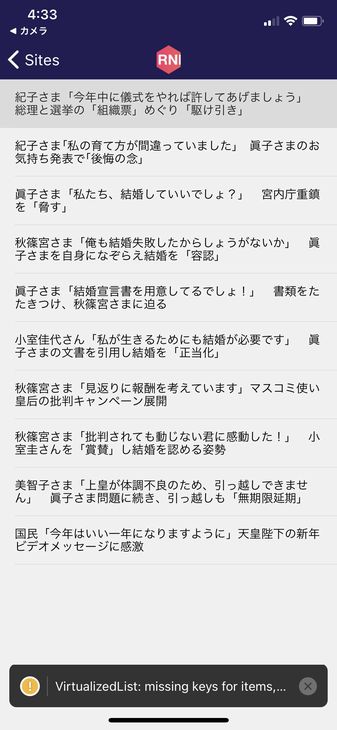 4:33
カメラ
Sites
RNI
紀子さま「今年中に儀式をやれば許してあげましょう」
総理と選挙の「組織票」めぐり「駆け引き」
紀子さま｢私の育て方が間違っていました」　眞子さまのお
気持ち発表で｢後悔の念」
眞子さま「私たち、結婚していいでしょ？」　宮内庁重鎮
を「脅す」
秋篠宮さま「俺も結婚失敗したからしょうがないか」　眞
子さまを自身になぞらえ結婚を「容認」
眞子さま「結婚宣言書を用意してるでしょ！」　書類をた
たきつけ、秋篠宮さまに迫る
小室佳代さん「私が生きるためにも結婚が必要です」　眞
子さまの文書を引用し結婚を「正当化」
秋篠宮さま「見返りに報酬を考えています」マスコミ使い
皇后の批判キャンペーン展開
秋篠宮さま「批判されても動じない君に感動した！」　小
室圭さんを「賞賛」し結婚を認める姿勢
美智子さま「上皇が体調不良のため、引っ越しできませ
ん」　眞子さま問題に続き、引っ越しも「無期限延期」
国民「今年はいい一年になりますように」天皇陛下の新年
ビデオメッセージに感激
VirtualizedList: missing keys for items,...